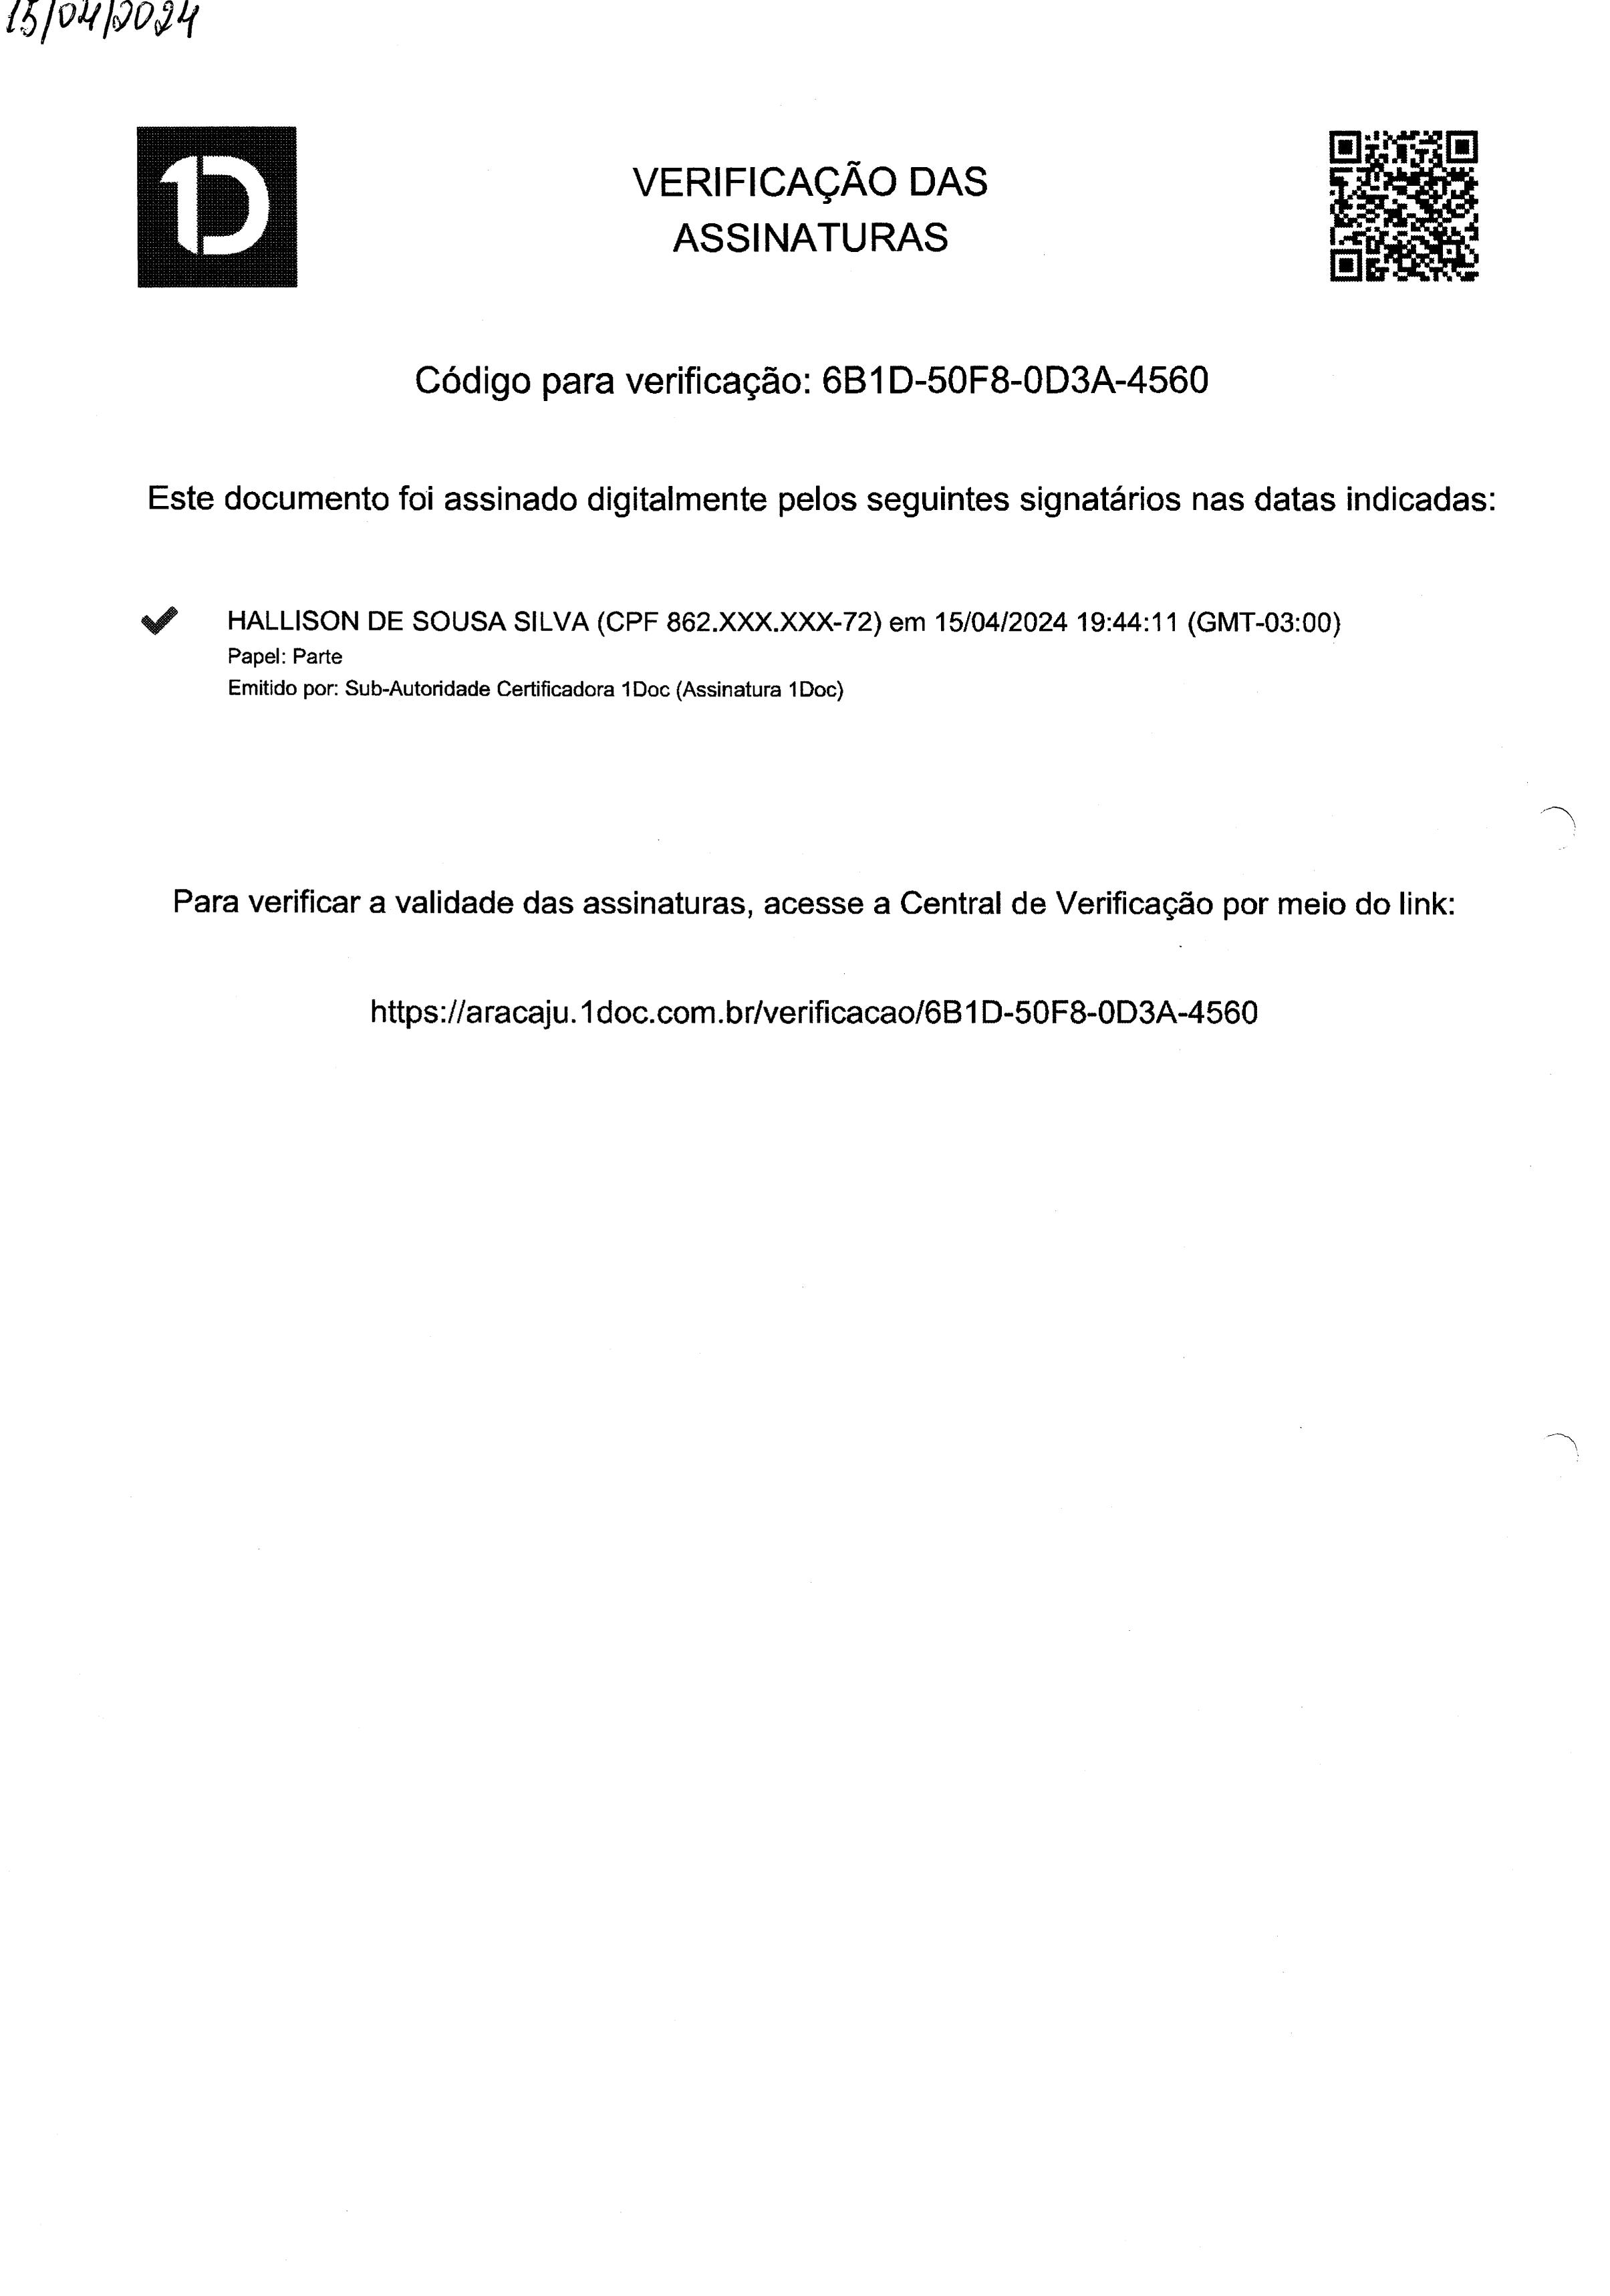 15/04/2024
1D
VERIFICAÇÃO DAS
ASSINATURAS
Código para verificação: 6B1D-50F8-0D3A-4560
Este documento foi assinado digitalmente pelos seguintes signatários nas datas indicadas:
HALLISON DE SOUSA SILVA (CPF 862.XXX.XXX-72) em 15/04/2024 19:44:11 (GMT-03:00)
Papel: Parte
Emitido por: Sub-Autoridade Certificadora 1Doc (Assinatura 1Doc)
Para verificar a validade das assinaturas, acesse a Central de Verificação por meio do link:
https://aracaju.1doc.com.br/verificacao/6B1D-50F8-0D3A-4560